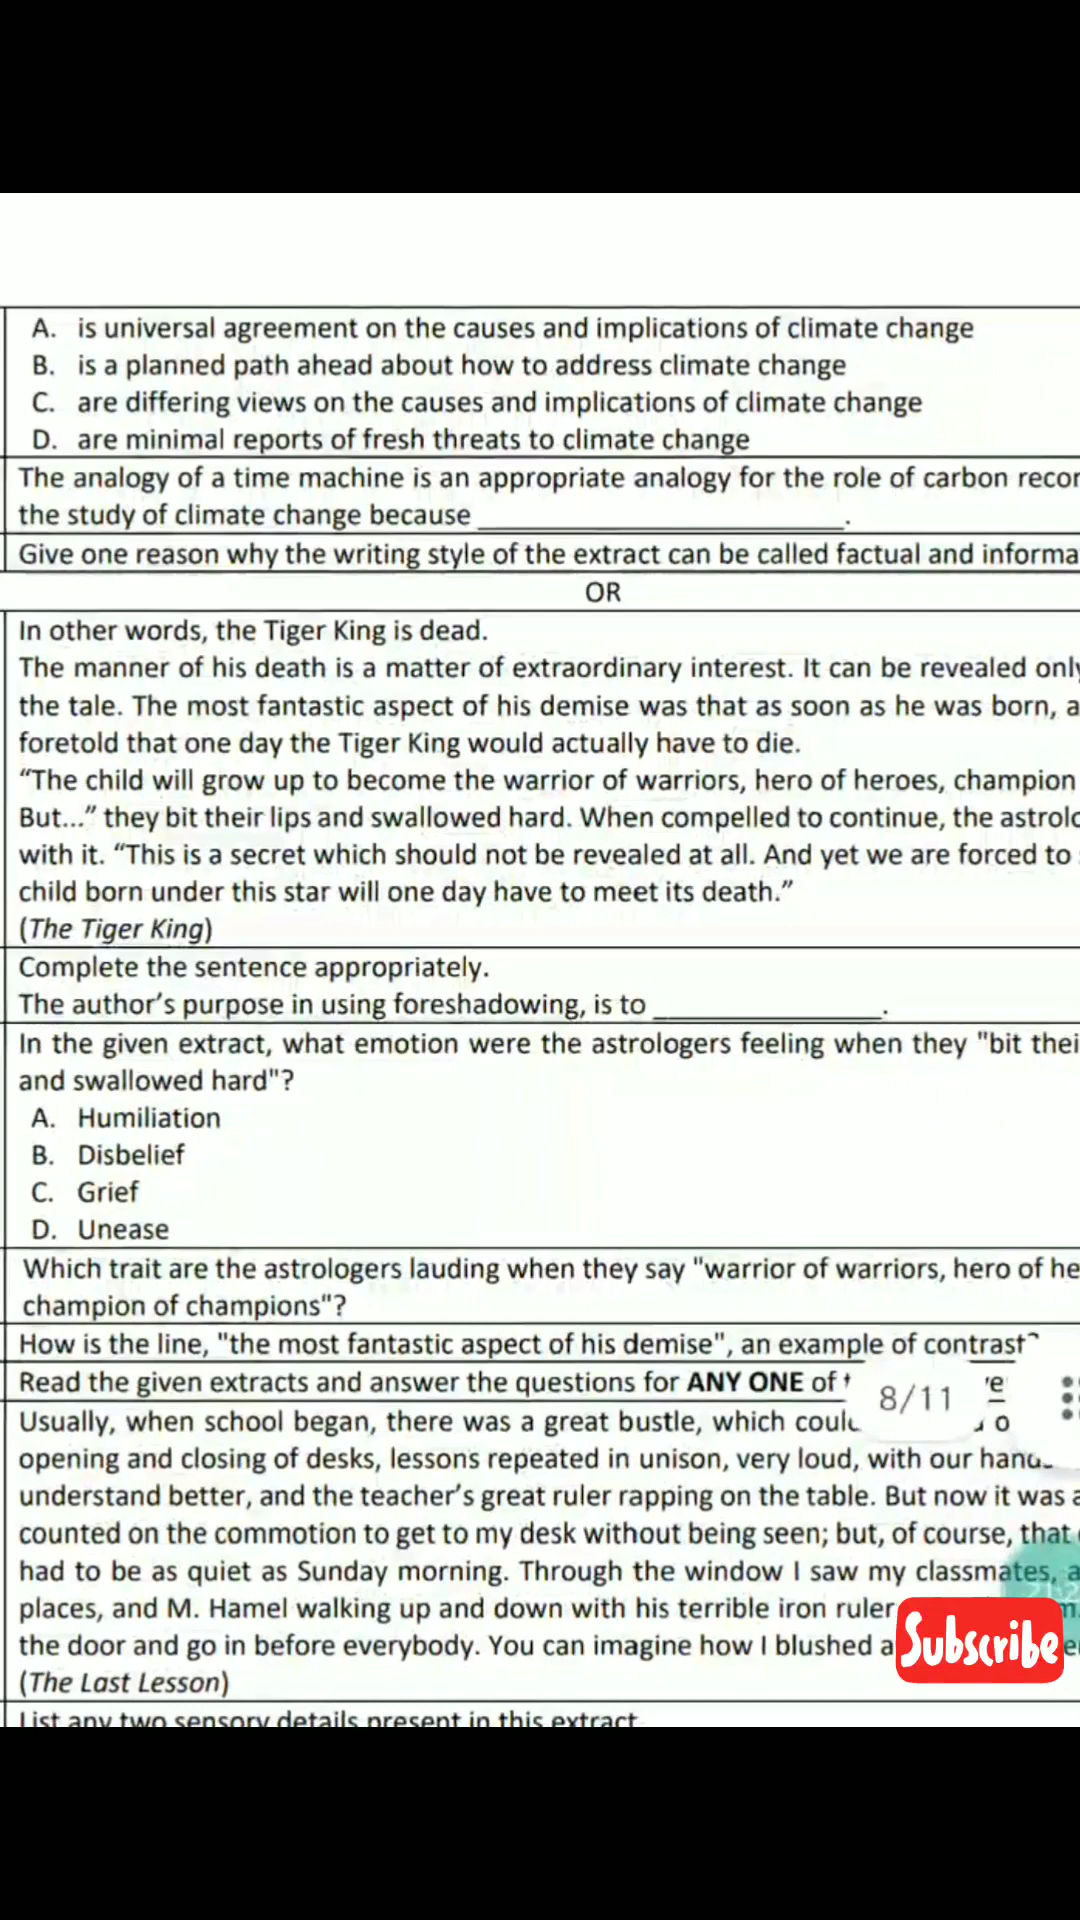 A. is universal agreement on the causes and implications of climate change
B. is a planned path ahead about how to address climate change
C. are differing views on the causes and implications of climate change
D. are minimal reports of fresh threats to climate change
The analogy of a time machine is an appropriate analogy for the role of carbon recor
the study of climate change because ____________________.
Give one reason why the writing style of the extract can be called factual and informa
OR
In other words, the Tiger King is dead.
The manner of his death is a matter of extraordinary interest. It can be revealed only
the tale. The most fantastic aspect of his demise was that as soon as he was born, a
foretold that one day the Tiger King would actually have to die.
“The child will grow up to become the warrior of warriors, hero of heroes, champion
But...” they bit their lips and swallowed hard. When compelled to continue, the astrolo
with it. “This is a secret which should not be revealed at all. And yet we are forced to
child born under this star will one day have to meet its death.”
(The Tiger King)
Complete the sentence appropriately.
The author’s purpose in using foreshadowing, is to ____________.
In the given extract, what emotion were the astrologers feeling when they "bit thei
and swallowed hard"?
A. Humiliation
B. Disbelief
C. Grief
D. Unease
Which trait are the astrologers lauding when they say "warrior of warriors, hero of he
champion of champions"?
How is the line, "the most fantastic aspect of his demise", an example of contrast?
Read the given extracts and answer the questions for ANY ONE of
8/11
Usually, when school began, there was a great bustle, which could
opening and closing of desks, lessons repeated in unison, very loud, with our hands
understand better, and the teacher’s great ruler rapping on the table. But now it was a
counted on the commotion to get to my desk without being seen; but, of course, that
had to be as quiet as Sunday morning. Through the window I saw my classmates, a
places, and M. Hamel walking up and down with his terrible iron ruler
the door and go in before everybody. You can imagine how I blushed a
Subscribe
(The Last Lesson)
List any two sensory details present in this extract